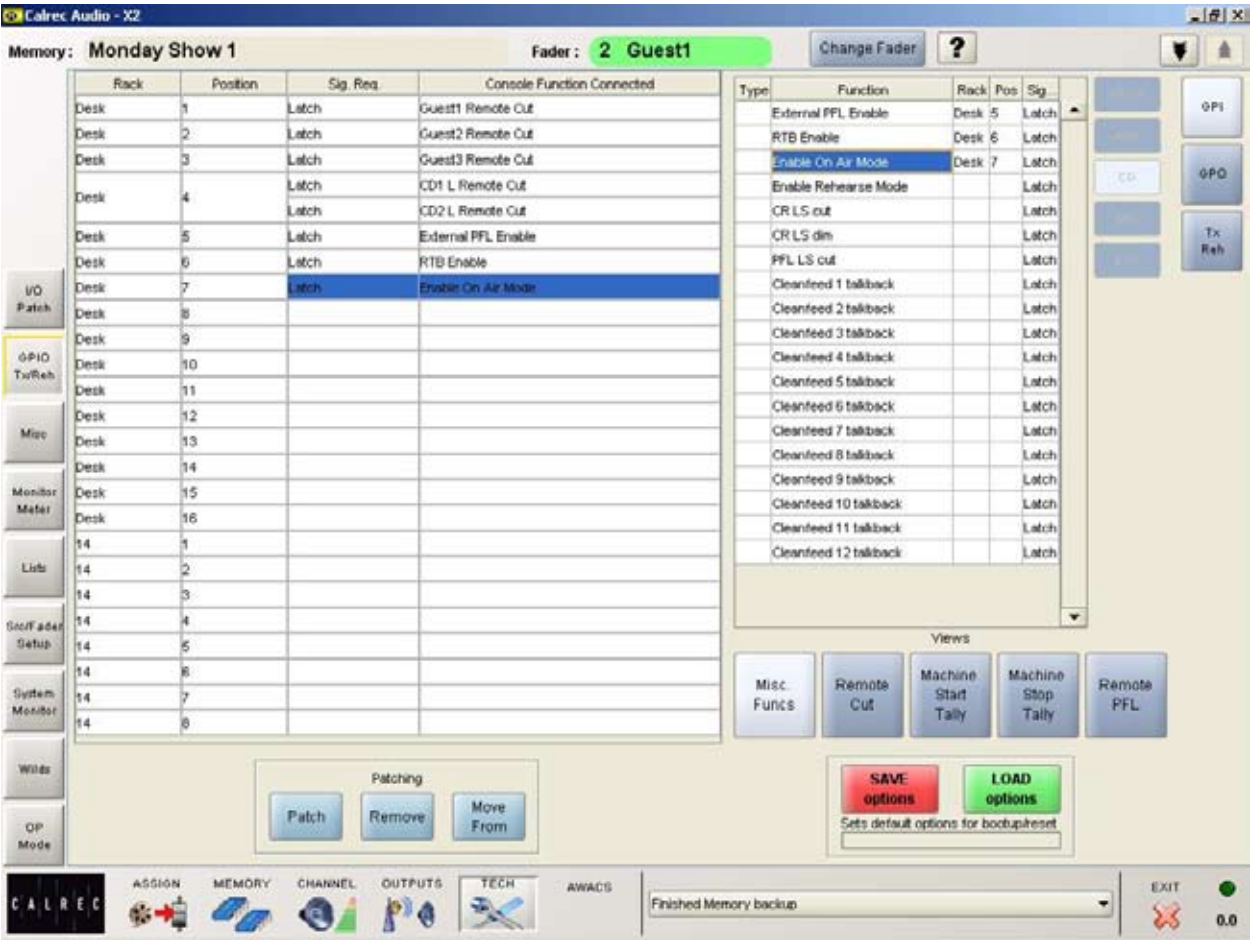 Calrec Audio - X2
Memory: Monday Show 1 Fader: 2 Guest1 Change Fader ?
Rack Position Sig. Req. Console Function Connected
Desk 1 Latch Guest1 Remote Cut
Desk 2 Latch Guest2 Remote Cut
Desk 3 Latch Guest3 Remote Cut
Desk 4 Latch CD1 L Remote Cut
Latch CD2 L Remote Cut
Desk 5 Latch External PFL Enable
Desk 6 Latch RTB Enable
Desk 7 Latch Enable On Air Mode
Desk 8
Desk 9
Desk 10
Desk 11
Desk 12
Desk 13
Desk 14
Desk 15
Desk 16
14 1
14 2
14 3
14 4
14 5
14 6
14 7
14 8
Type Function Rack Pos Sig...
External PFL Enable Desk 5 Latch
RTB Enable Desk 6 Latch
Enable On Air Mode Desk 7 Latch
Enable Rehearse Mode Latch
CR LS cut Latch
CR LS dim Latch
PFL LS cut Latch
Cleanfeed 1 talkback Latch
Cleanfeed 2 talkback Latch
Cleanfeed 3 talkback Latch
Cleanfeed 4 talkback Latch
Cleanfeed 5 talkback Latch
Cleanfeed 6 talkback Latch
Cleanfeed 7 talkback Latch
Cleanfeed 8 talkback Latch
Cleanfeed 9 talkback Latch
Cleanfeed 10 talkback Latch
Cleanfeed 11 talkback Latch
Cleanfeed 12 talkback Latch
GPI
GPO
Tx
Reh
I/O
Patch
GPIO
Tx/Reh
Misc
Monitor
Meter
Lists
Src/Fader
Setup
System
Monitor
Wilds
OP
Mode
Views
Misc.
Funcs
Remote
Cut
Machine
Start
Tally
Machine
Stop
Tally
Remote
PFL
Patching
Patch
Remove
Move
From
SAVE
options
LOAD
options
Sets default options for bootup/reset
CALREC
ASSIGN MEMORY CHANNEL OUTPUTS TECH AWACS
Finished Memory backup
EXIT
0.0